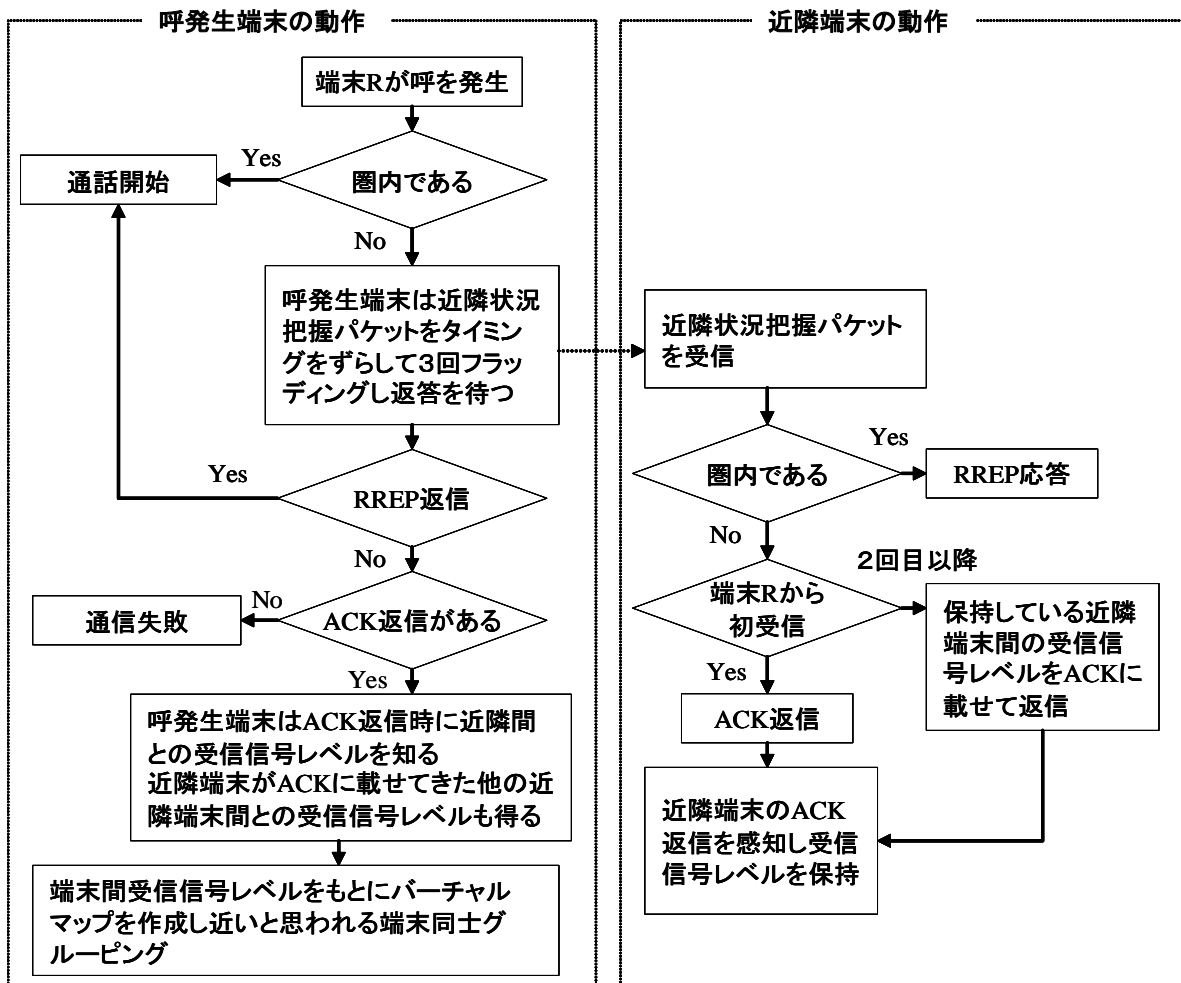 呼発生端末の動作
端末Rが呼を発生
圏内である
Yes
通話開始
No
呼発生端末は近隣状況
把握パケットをタイミン
グをずらして3回フラッ
ディングし返答を待つ
RREP返信
Yes
No
ACK返信がある
No
通信失敗
Yes
呼発生端末はACK返信時に近隣間
との受信信号レベルを知る
近隣端末がACKに載せてきた他の近
隣端末間との受信信号レベルも得る
端末間受信信号レベルをもとにバーチャル
マップを作成し近いと思われる端末同士グ
ルーピング
近隣端末の動作
近隣状況把握パケット
を受信
圏内である
Yes
RREP応答
No
端末Rから
初受信
2回目以降
保持している近隣
端末間の受信信
号レベルをACKに
載せて返信
Yes
ACK返信
近隣端末のACK
返信を感知し受信
信号レベルを保持